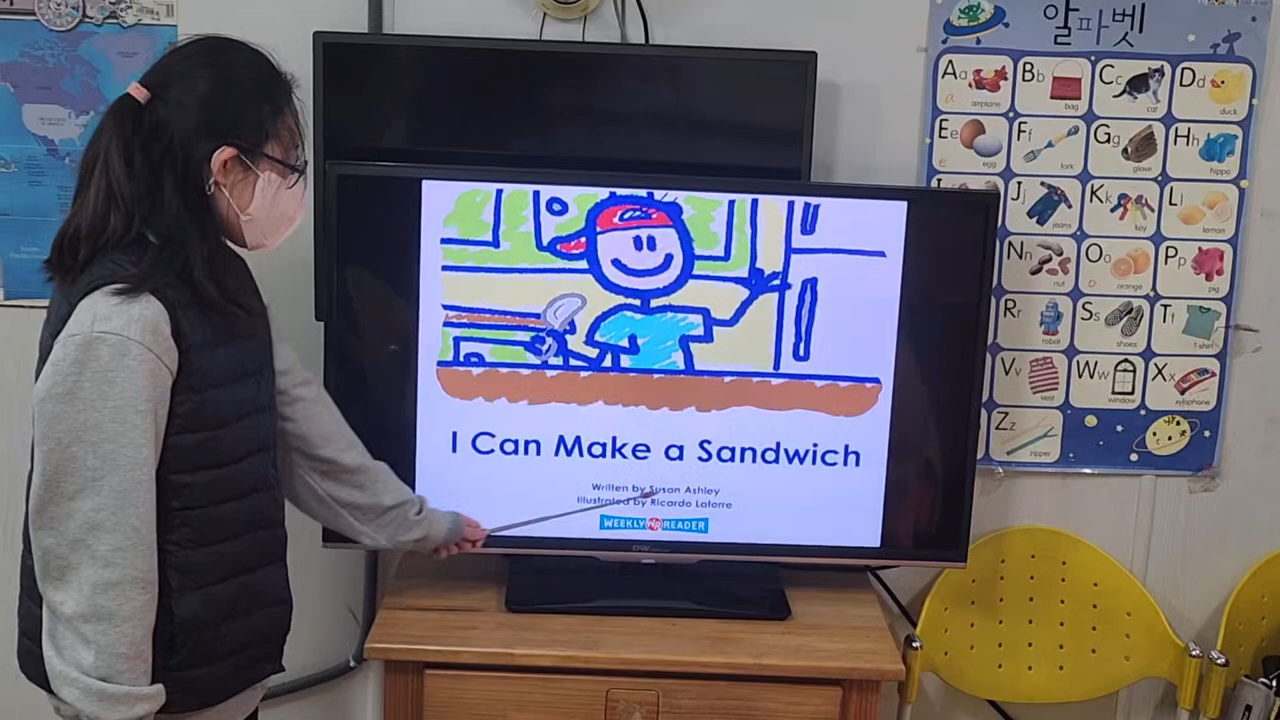 I Can Make a Sandwich
Written by Susan Ashley
Illustrated by Ricardo Latorre
WEEKLY WR READER
DW
알파벳
Aa airplane
Bb bag
Cc cat
Dd duck
Ee egg
Ff fork
Gg glove
Hh hippo
Jj jeans
Kk key
Ll lemon
Nn nut
Oo orange
Pp pig
Rr robot
Ss shoes
Tt T-shirt
Vv vest
Ww window
Xx xylophone
Zz zipper